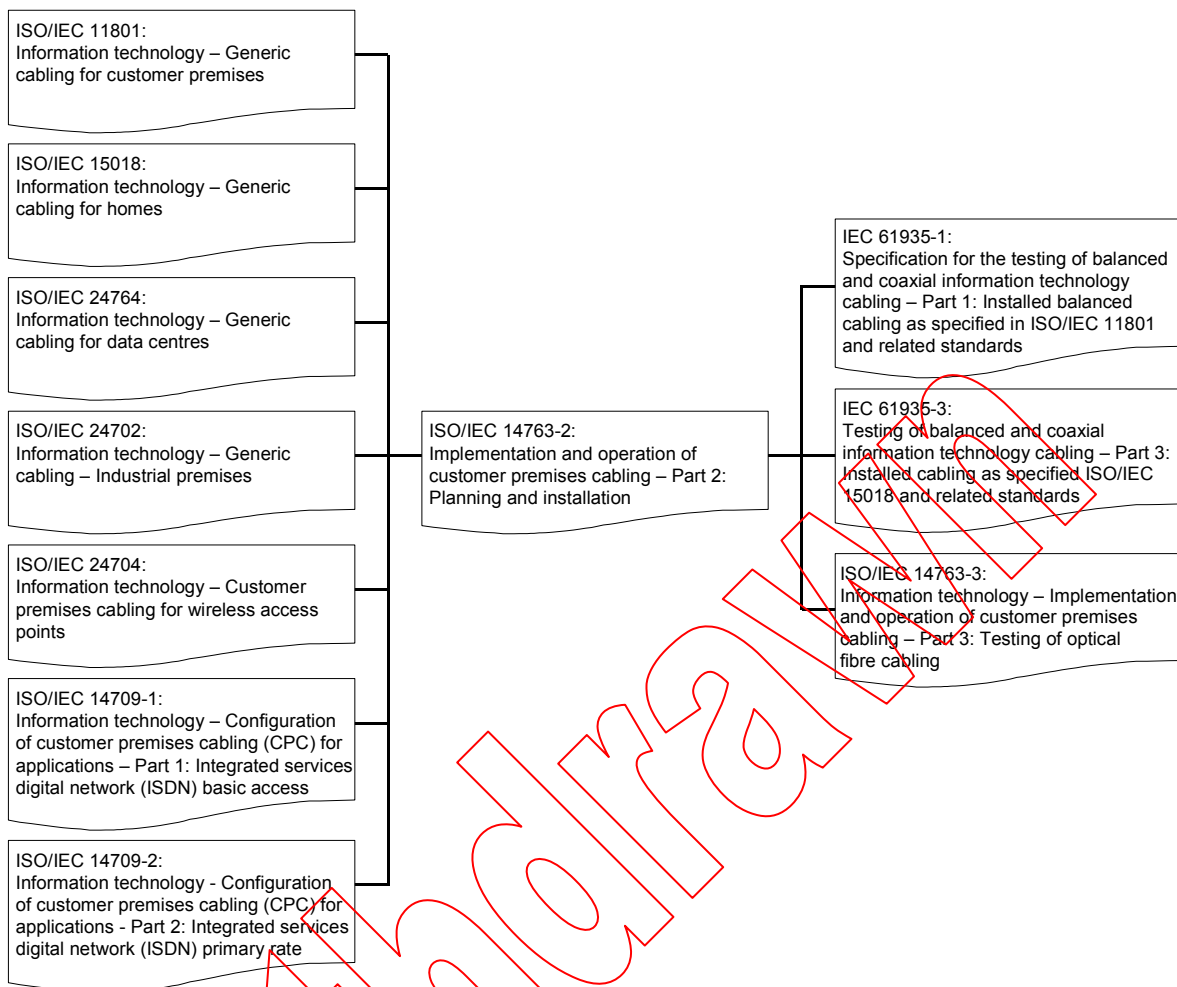 ISO/IEC 11801:
Information technology – Generic
cabling for customer premises
ISO/IEC 15018:
Information technology – Generic
cabling for homes
ISO/IEC 24764:
Information technology – Generic
cabling for data centres
ISO/IEC 24702:
Information technology – Generic
cabling – Industrial premises
ISO/IEC 24704:
Information technology – Customer
premises cabling for wireless access
points
ISO/IEC 14709-1:
Information technology – Configuration
of customer premises cabling (CPC) for
applications – Part 1: Integrated services
digital network (ISDN) basic access
ISO/IEC 14709-2:
Information technology - Configuration
of customer premises cabling (CPC) for
applications - Part 2: Integrated services
digital network (ISDN) primary rate
ISO/IEC 14763-2:
Implementation and operation of
customer premises cabling – Part 2:
Planning and installation
IEC 61935-1:
Specification for the testing of balanced
and coaxial information technology
cabling – Part 1: Installed balanced
cabling as specified in ISO/IEC 11801
and related standards
IEC 61935-3:
Testing of balanced and coaxial
information technology cabling – Part 3:
Installed cabling as specified ISO/IEC
15018 and related standards
ISO/IEC 14763-3:
Information technology – Implementation
and operation of customer premises
cabling – Part 3: Testing of optical
fibre cabling
hdrawn